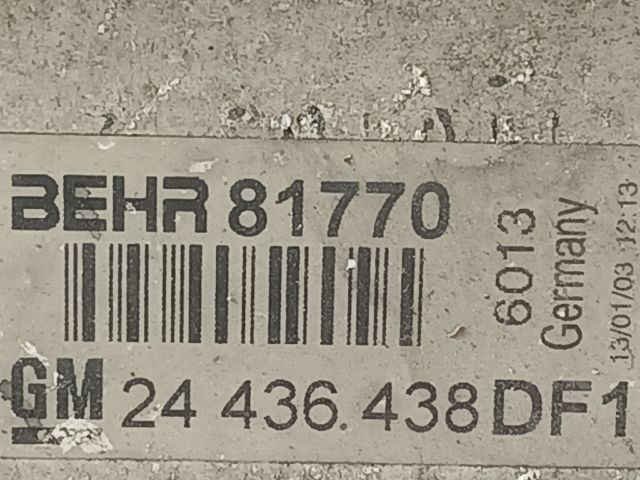 BEHR 81770
GM 24 436.438 DF1
6013
Germany
13/01/03 12:13